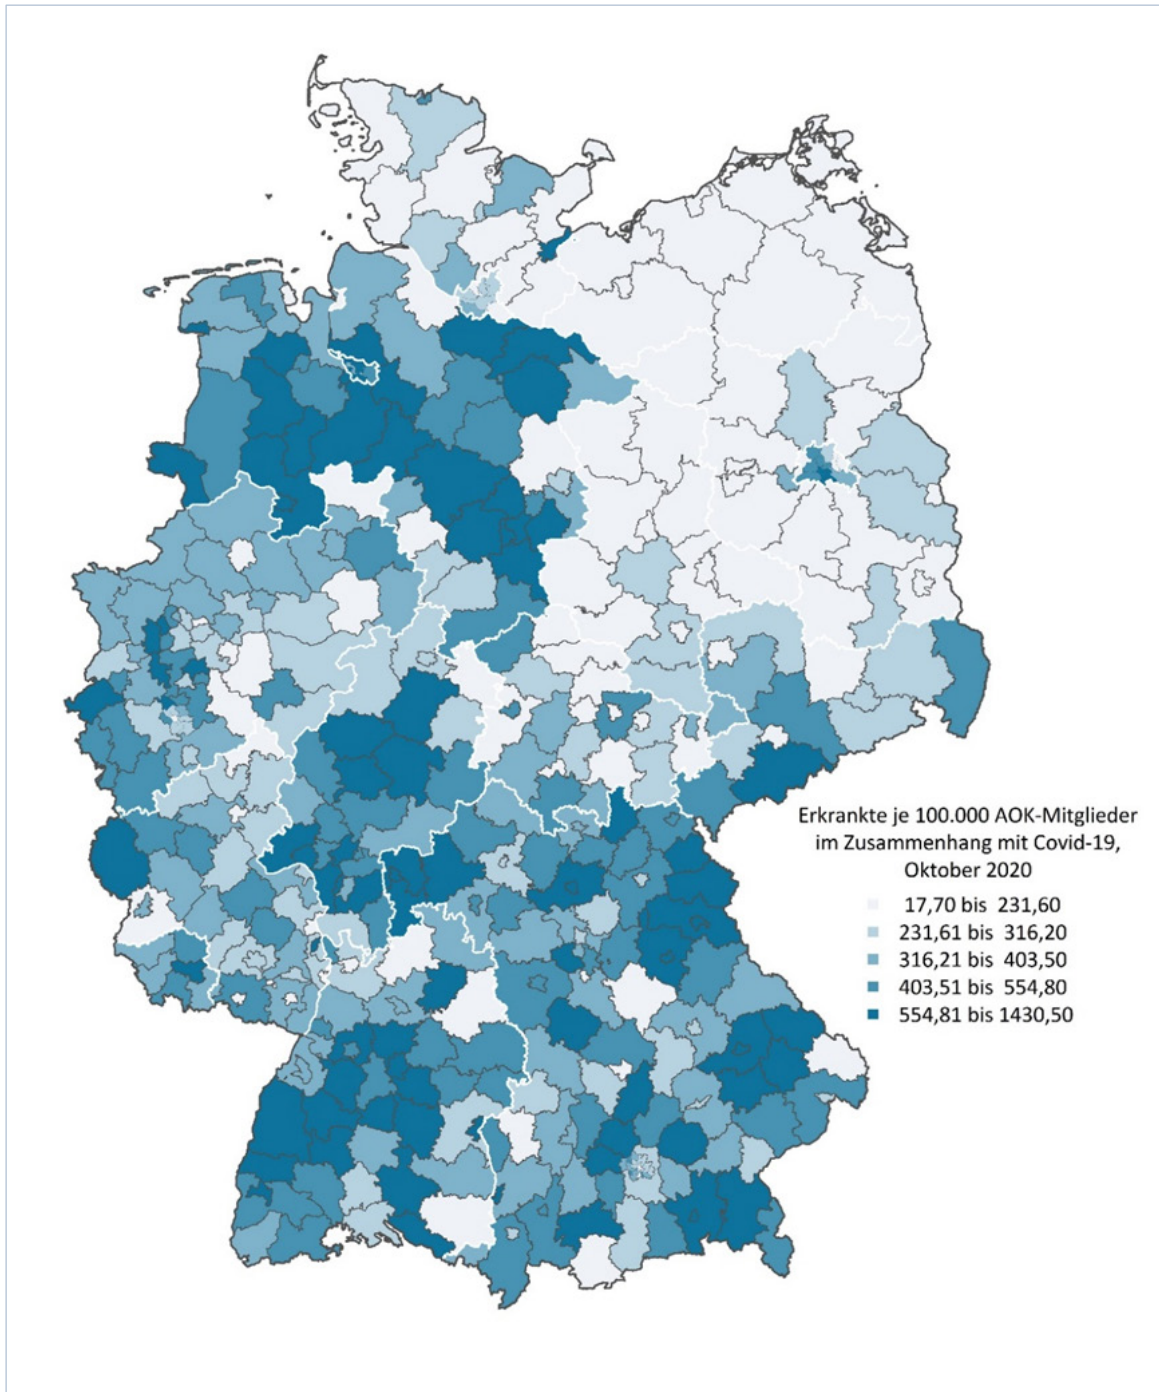 Erkrankte je 100.000 AOK-Mitglieder
im Zusammenhang mit Covid-19,
Oktober 2020
17,70 bis 231,60
231,61 bis 316,20
316,21 bis 403,50
403,51 bis 554,80
554,81 bis 1430,50